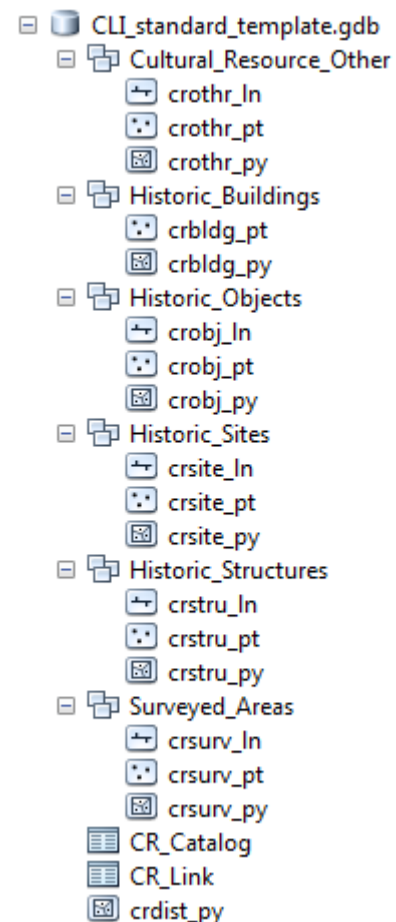 CLI_standard_template.gdb
Cultural_Resource_Other
crothr_ln
crothr_pt
crothr_py
Historic_Buildings
crbldg_pt
crbldg_py
Historic_Objects
crobj_ln
crobj_pt
crobj_py
Historic_Sites
crsite_ln
crsite_pt
crsite_py
Historic_Structures
crstru_ln
crstru_pt
crstru_py
Surveyed_Areas
crsurv_ln
crsurv_pt
crsurv_py
CR_Catalog
CR_Link
crdist_py